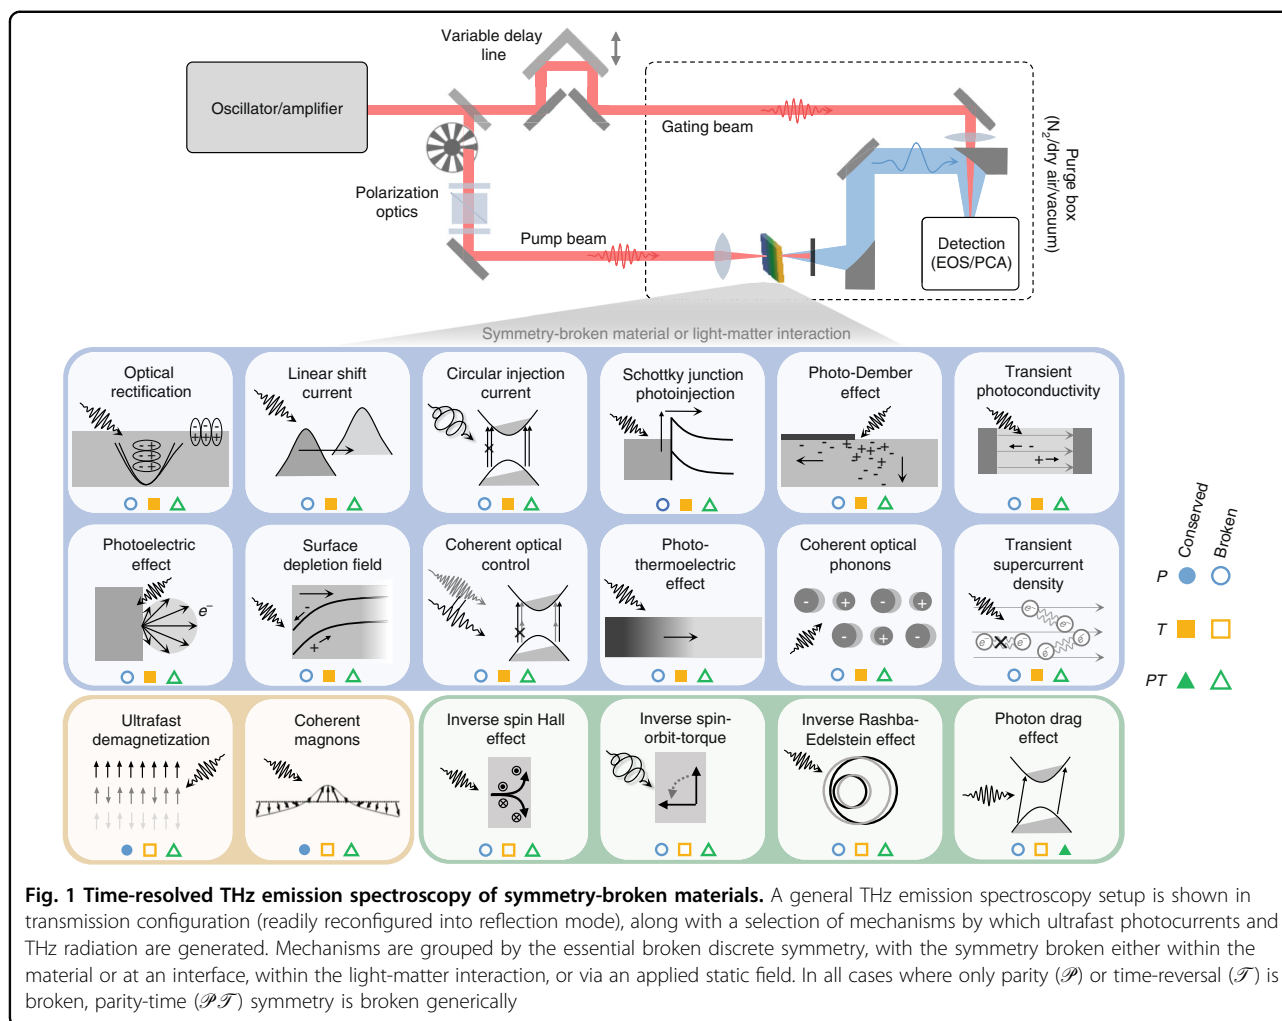 Variable delay
line
Oscillator/amplifier
Gating beam
Polarization
optics
Pump beam
Detection
(EOS/PCA)
Purge box
(N2/dry air/vacuum)
Symmetry-broken material or light-matter interaction
Optical
rectification
Linear shift
current
Circular injection
current
Schottky junction
photoinjection
Photo-Dember
effect
Transient
photoconductivity
Photoelectric
effect
e−
Surface
depletion field
Coherent optical
control
Photo-
thermoelectric
effect
Coherent optical
phonons
Transient
supercurrent
density
Conserved
Broken
P
T
PT
Ultrafast
demagnetization
Coherent
magnons
Inverse spin Hall
effect
Inverse spin-
orbit-torque
Inverse Rashba-
Edelstein effect
Photon drag
effect
Fig. 1 Time-resolved THz emission spectroscopy of symmetry-broken materials. A general THz emission spectroscopy setup is shown in
transmission configuration (readily reconfigured into reflection mode), along with a selection of mechanisms by which ultrafast photocurrents and
THz radiation are generated. Mechanisms are grouped by the essential broken discrete symmetry, with the symmetry broken either within the
material or at an interface, within the light-matter interaction, or via an applied static field. In all cases where only parity (𝒫) or time-reversal (𝒯) is
broken, parity-time (𝒫𝒯) symmetry is broken generically